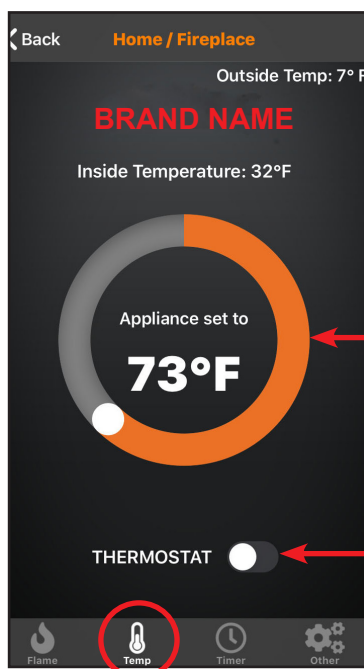 Back
Home / Fireplace
Outside Temp: 7° F
BRAND NAME
Inside Temperature: 32°F
Appliance set to
73°F
THERMOSTAT
Flame
Temp
Timer
Other